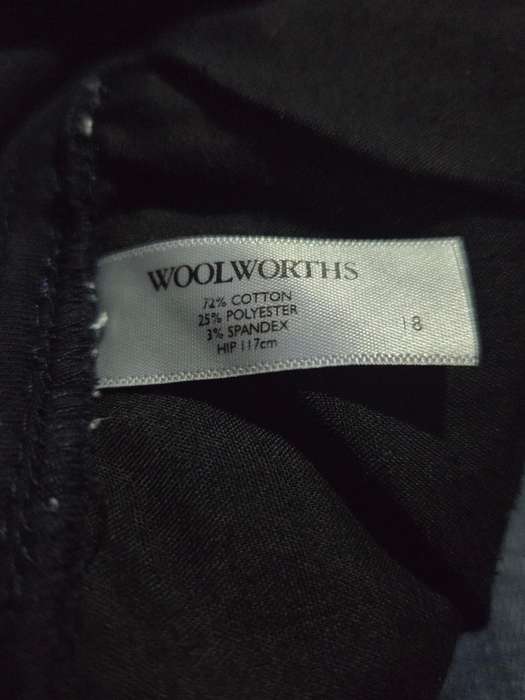 WOOLWORTHS
72% COTTON
25% POLYESTER
3% SPANDEX
HIP 117cm
18